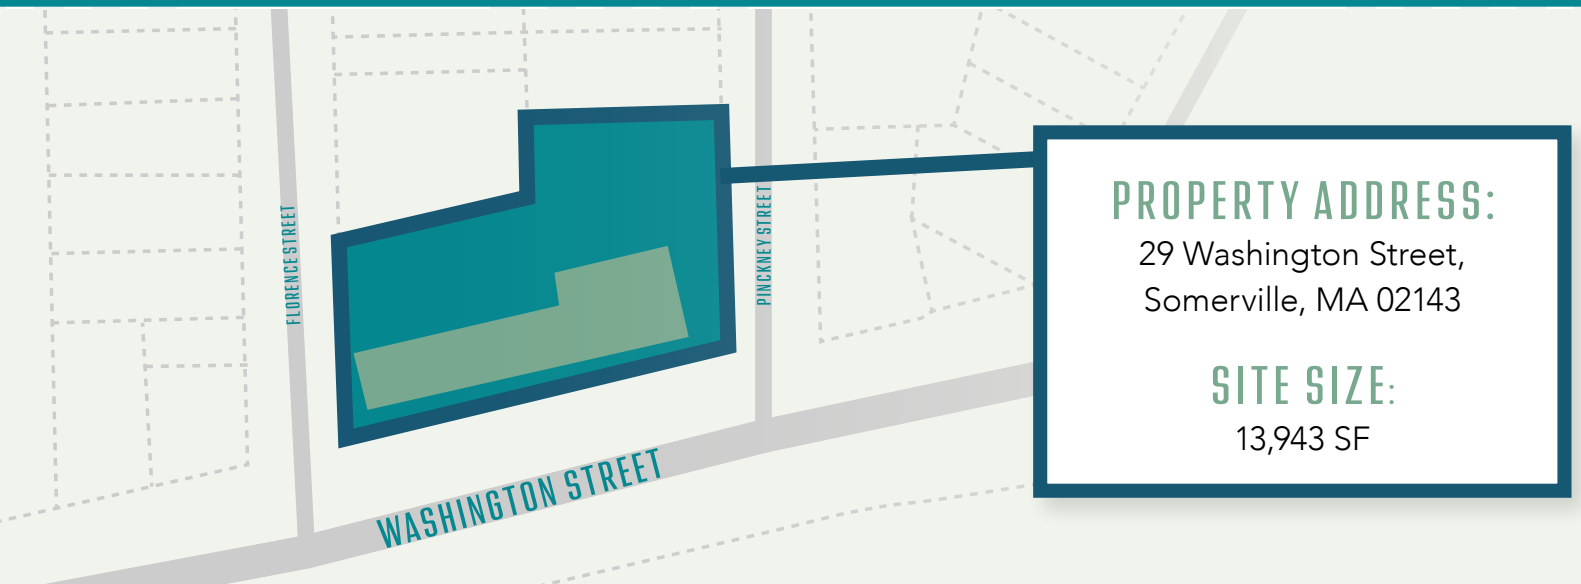 FLORENCE STREET
PINCKNEY STREET
WASHINGTON STREET
PROPERTY ADDRESS:
29 Washington Street,
Somerville, MA 02143
SITE SIZE:
13,943 SF